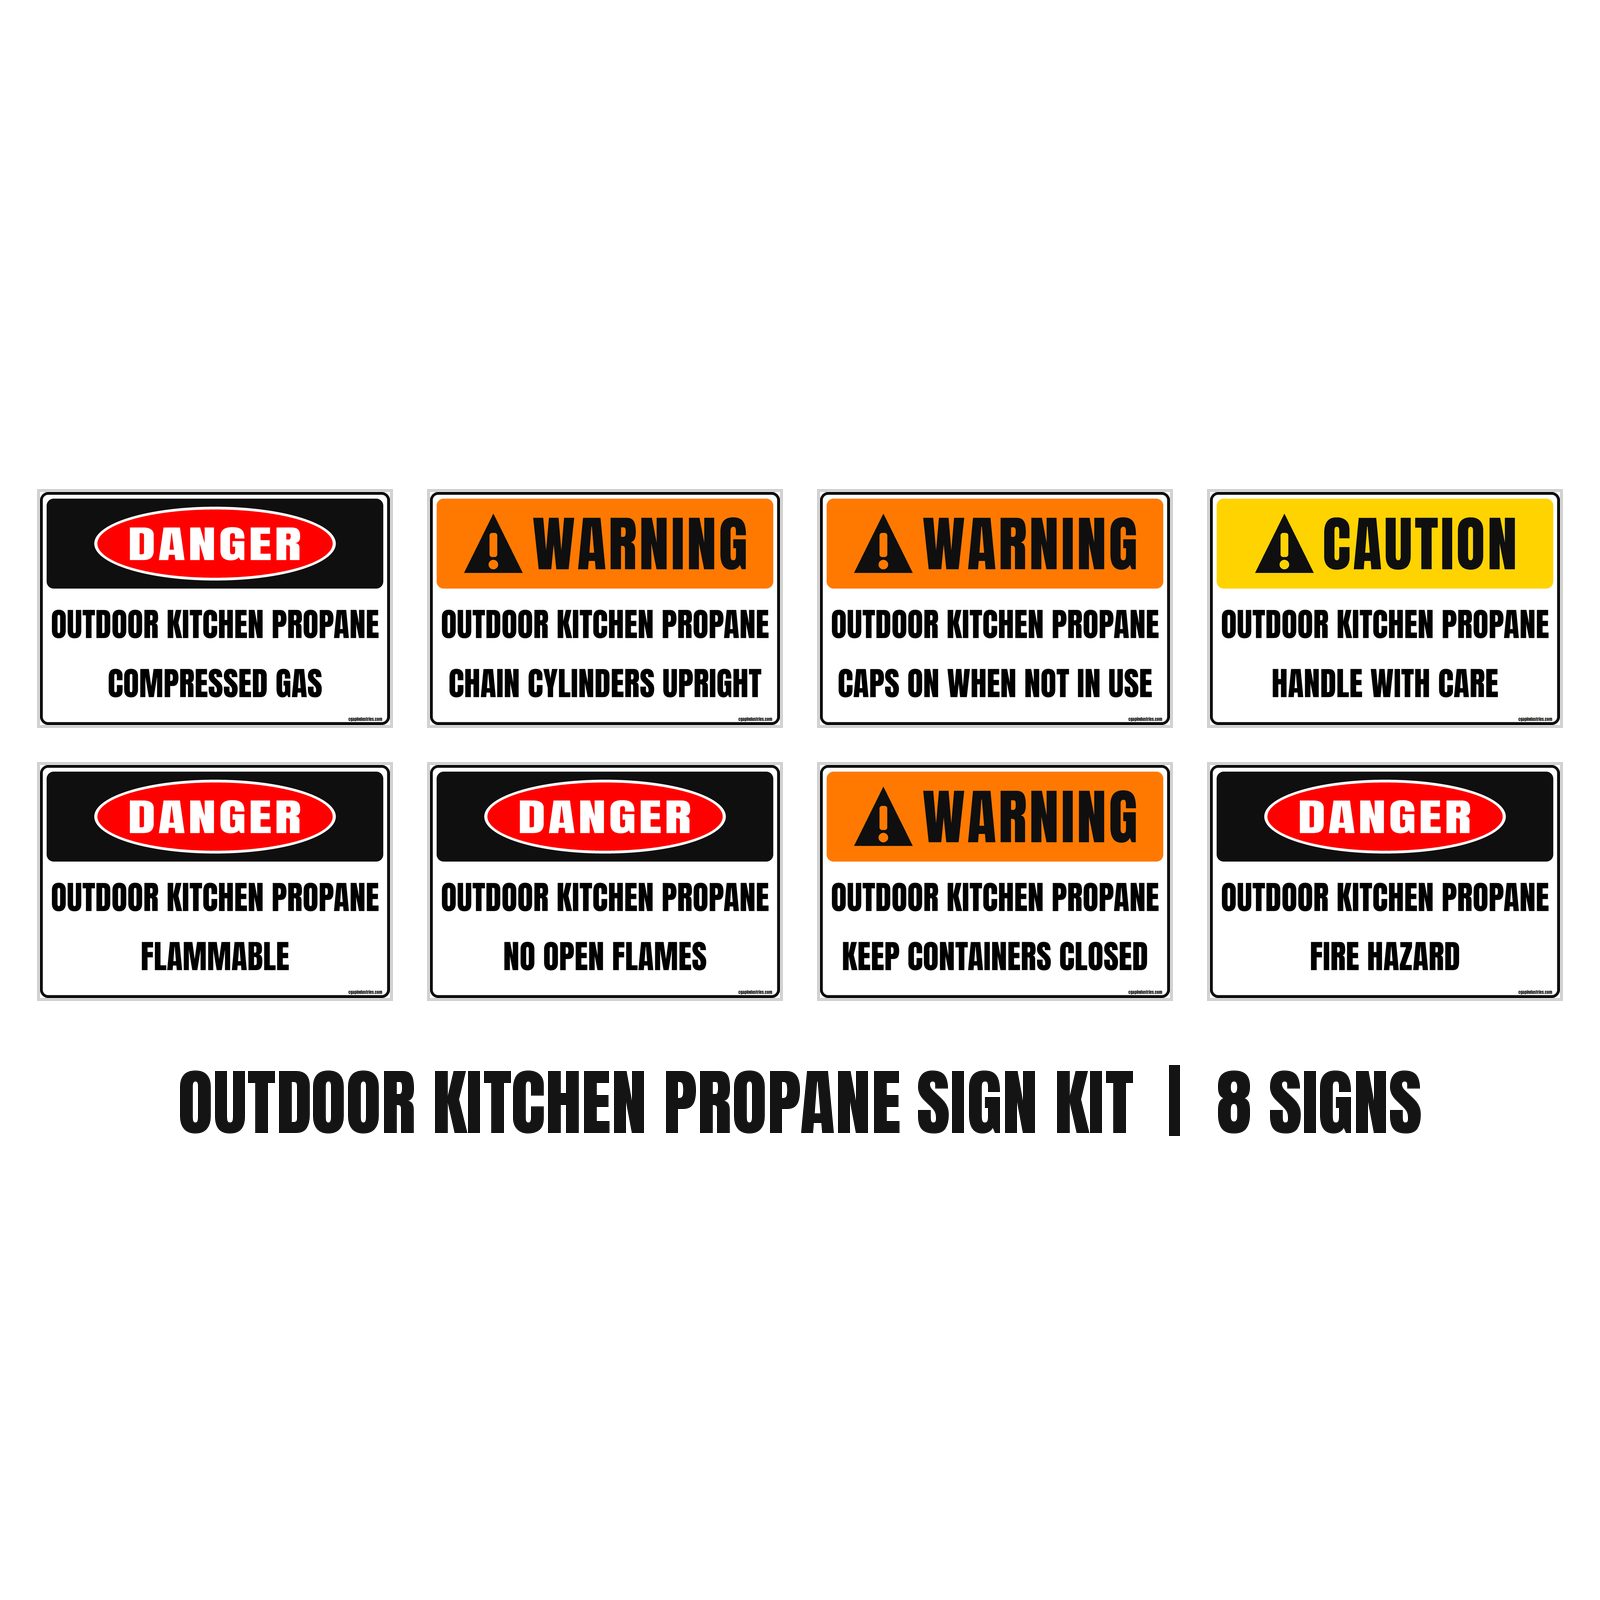 DANGER
OUTDOOR KITCHEN PROPANE
COMPRESSED GAS
WARNING
OUTDOOR KITCHEN PROPANE
CHAIN CYLINDERS UPRIGHT
WARNING
OUTDOOR KITCHEN PROPANE
CAPS ON WHEN NOT IN USE
CAUTION
OUTDOOR KITCHEN PROPANE
HANDLE WITH CARE
DANGER
OUTDOOR KITCHEN PROPANE
FLAMMABLE
DANGER
OUTDOOR KITCHEN PROPANE
NO OPEN FLAMES
WARNING
OUTDOOR KITCHEN PROPANE
KEEP CONTAINERS CLOSED
DANGER
OUTDOOR KITCHEN PROPANE
FIRE HAZARD
OUTDOOR KITCHEN PROPANE SIGN KIT | 8 SIGNS